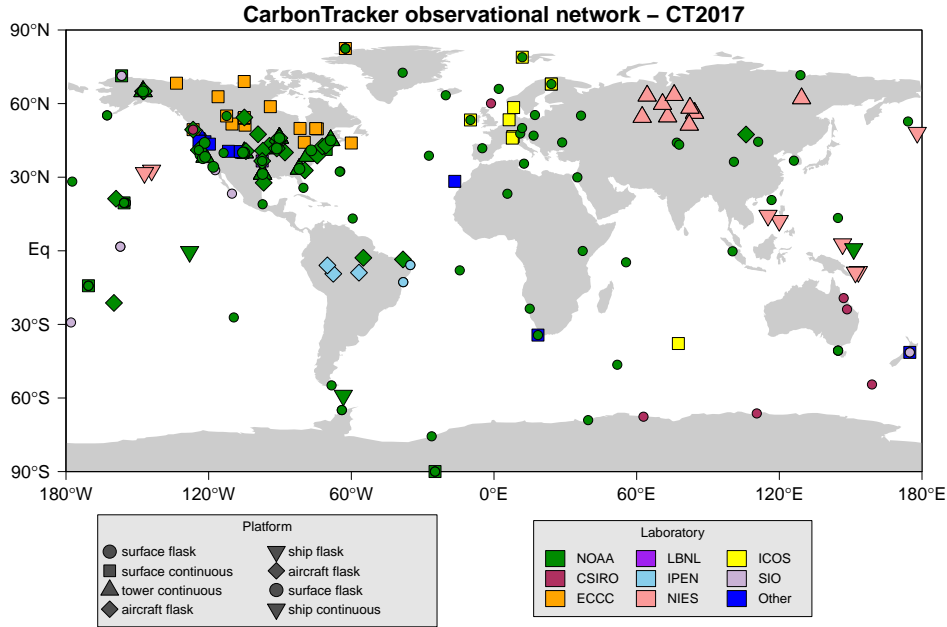 CarbonTracker observational network − CT2017
90°N
60°N
30°N
Eq
30°S
60°S
90°S
180°W 120°W 60°W 0°E 60°E 120°E 180°E
Platform
surface flask ship flask
surface continuous aircraft flask
tower continuous surface flask
aircraft flask ship continuous
Laboratory
NOAA LBNL ICOS
CSIRO IPEN SIO
ECCC NIES Other